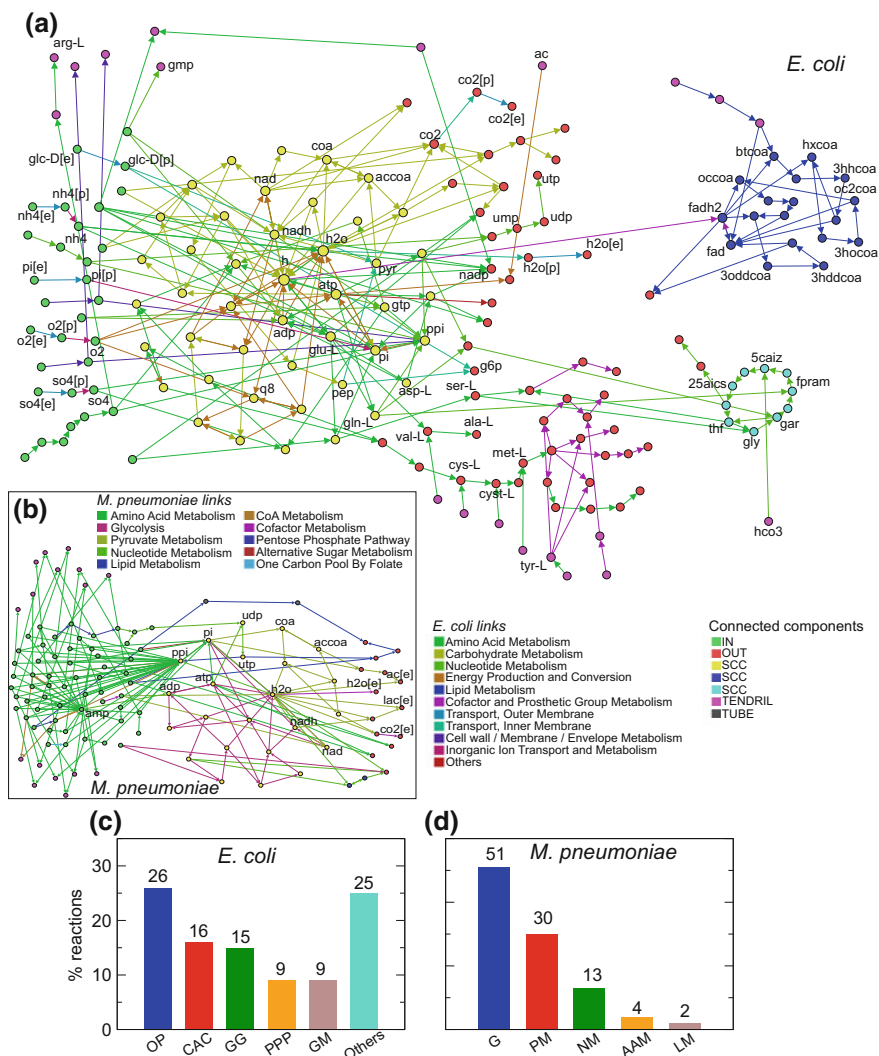 (a)
E. coli
arg-L
gmp
ac
co2[p]
co2[e]
glc-D[e]
glc-D[p]
coa
co2
nad
accoa
utp
nh4[p]
nh4[e]
nh4
nadh
h2o
ump
udp
h
pyr
nadp
h2o[e]
h2o[p]
pi[e]
pi[p]
atp
gtp
o2[p]
o2[e]
o2
adp
glu-L
pi
ppi
so4[p]
so4[e]
so4
q8
pep
asp-L
g6p
ser-L
gln-L
val-L
ala-L
cys-L
met-L
cyst-L
tyr-L
btcoa
hxcoa
occoa
3hhcoa
oc2coa
fadh2
fad
3hocoa
3oddcoa
3hddcoa
5caiz
25aics
fpram
thf
gar
gly
hco3
(b)
M. pneumoniae links
Amino Acid Metabolism
Glycolysis
Pyruvate Metabolism
Nucleotide Metabolism
Lipid Metabolism
CoA Metabolism
Cofactor Metabolism
Pentose Phosphate Pathway
Alternative Sugar Metabolism
One Carbon Pool By Folate
udp
coa
pi
accoa
ppi
utp
ac[e]
adp
atp
h2o
h2o[e]
lac[e]
amp
nadh
co2[e]
nad
M. pneumoniae
E. coli links
Amino Acid Metabolism
Carbohydrate Metabolism
Nucleotide Metabolism
Energy Production and Conversion
Lipid Metabolism
Cofactor and Prosthetic Group Metabolism
Transport, Outer Membrane
Transport, Inner Membrane
Cell wall / Membrane / Envelope Metabolism
Inorganic Ion Transport and Metabolism
Others
Connected components
IN
OUT
SCC
SCC
SCC
TENDRIL
TUBE
(c)
E. coli
% reactions
30
20
10
0
26
16
15
9
9
25
OP
CAC
GG
PPP
GM
Others
(d)
M. pneumoniae
51
30
13
4
2
G
PM
NM
AAM
LM